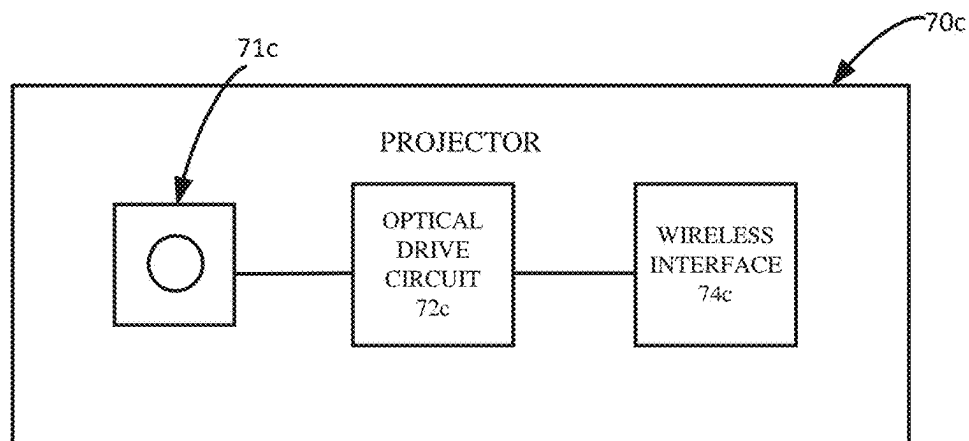 70c
71c
PROJECTOR
OPTICAL
DRIVE
CIRCUIT
72c
WIRELESS
INTERFACE
74c